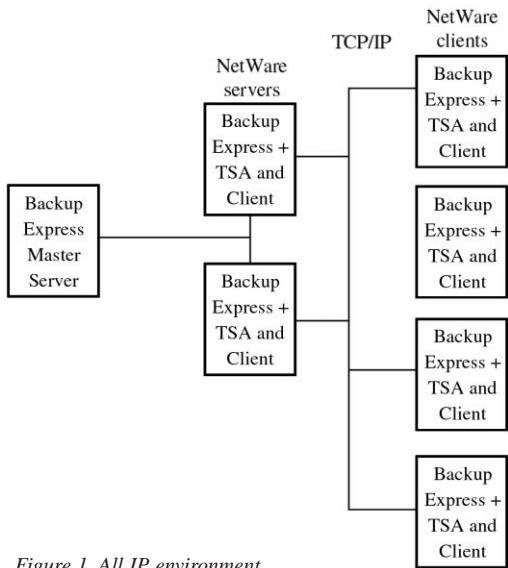 NetWare
clients
TCP/IP
NetWare
servers
Backup
Express +
TSA and
Client
Backup
Express +
TSA and
Client
Backup
Express
Master
Server
Backup
Express +
TSA and
Client
Backup
Express +
TSA and
Client
Backup
Express +
TSA and
Client
Backup
Express +
TSA and
Client
Figure 1. All IP environment